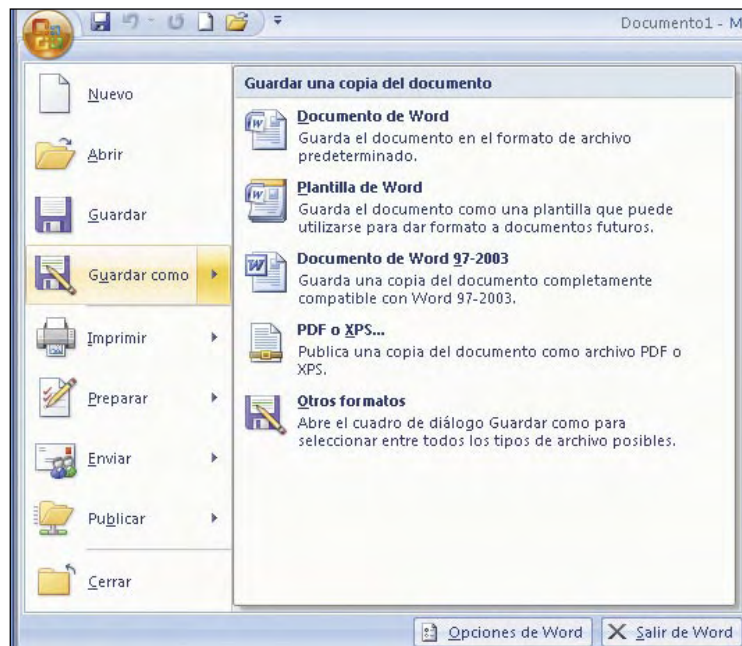 Documento1 - M
Nuevo
Abrir
Guardar
Guardar como
Imprimir
Preparar
Enviar
Publicar
Cerrar
Guardar una copia del documento
Documento de Word
Guarda el documento en el formato de archivo
predeterminado.
Plantilla de Word
Guarda el documento como una plantilla que puede
utilizarse para dar formato a documentos futuros.
Documento de Word 97-2003
Guarda una copia del documento completamente
compatible con Word 97-2003.
PDF o XPS...
Publica una copia del documento como archivo PDF o
XPS.
Otros formatos
Abre el cuadro de diálogo Guardar como para
seleccionar entre todos los tipos de archivo posibles.
Opciones de Word
Salir de Word